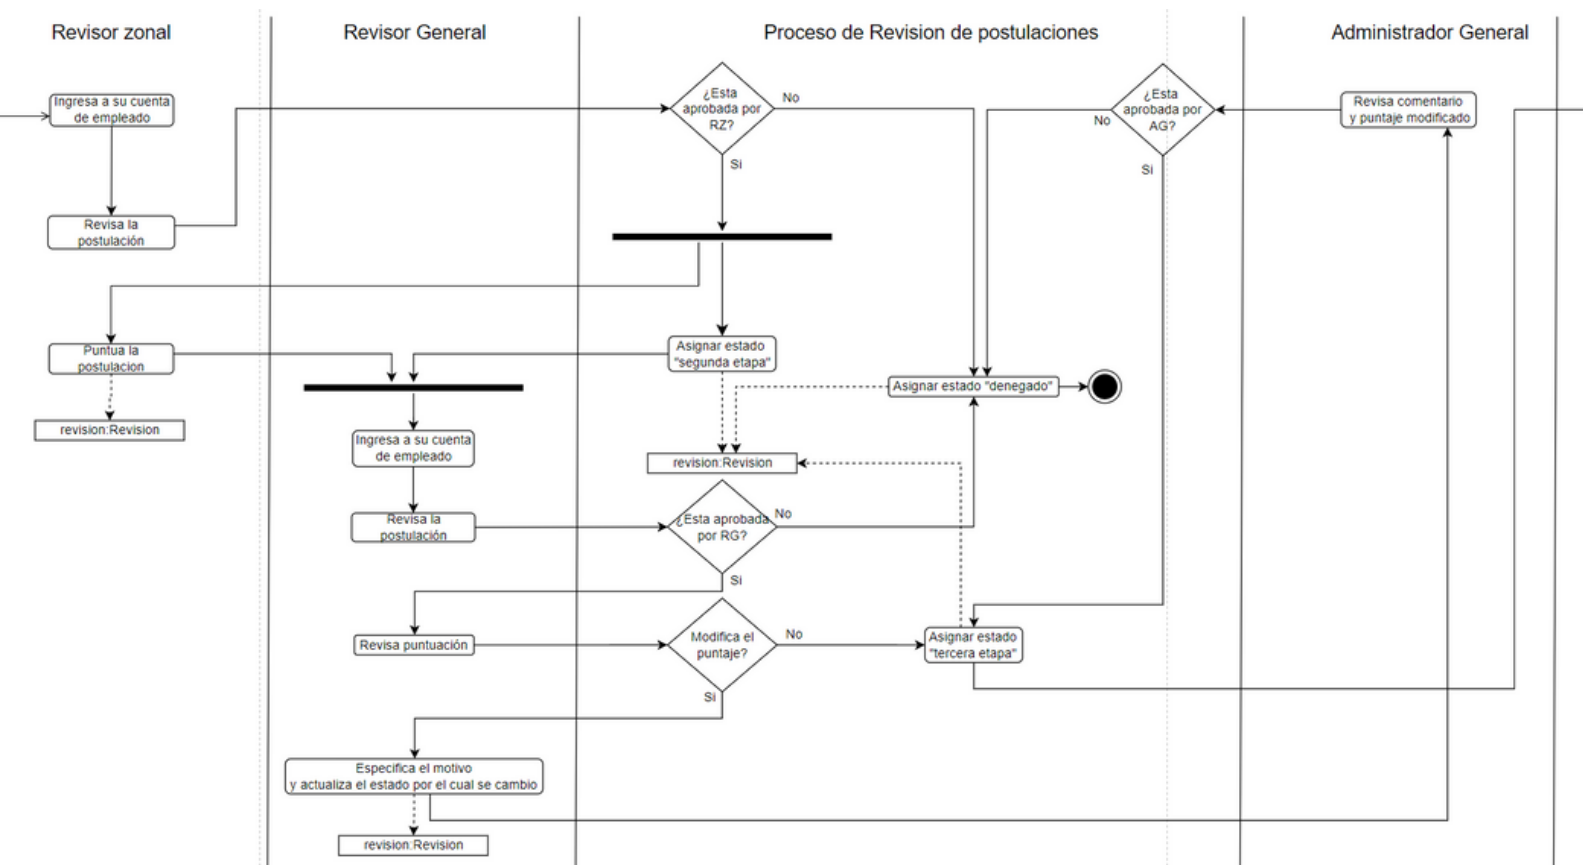 Revisor zonal
Revisor General
Proceso de Revision de postulaciones
Administrador General
Ingresa a su cuenta
de empleado
Revisa la
postulación
Puntua la
postulacion
revision:Revision
Ingresa a su cuenta
de empleado
Revisa la
postulación
Revisa puntuación
Especifica el motivo
y actualiza el estado por el cual se cambio
revision:Revision
¿Esta
aprobada por
RZ?
No
Si
Asignar estado
"segunda etapa"
Asignar estado "denegado"
revision:Revision
¿Esta aprobada
por RG?
No
Si
Modifica el
puntaje?
No
Si
Asignar estado
"tercera etapa"
¿Esta
aprobada por
AG?
No
Si
Revisa comentario
y puntaje modificado